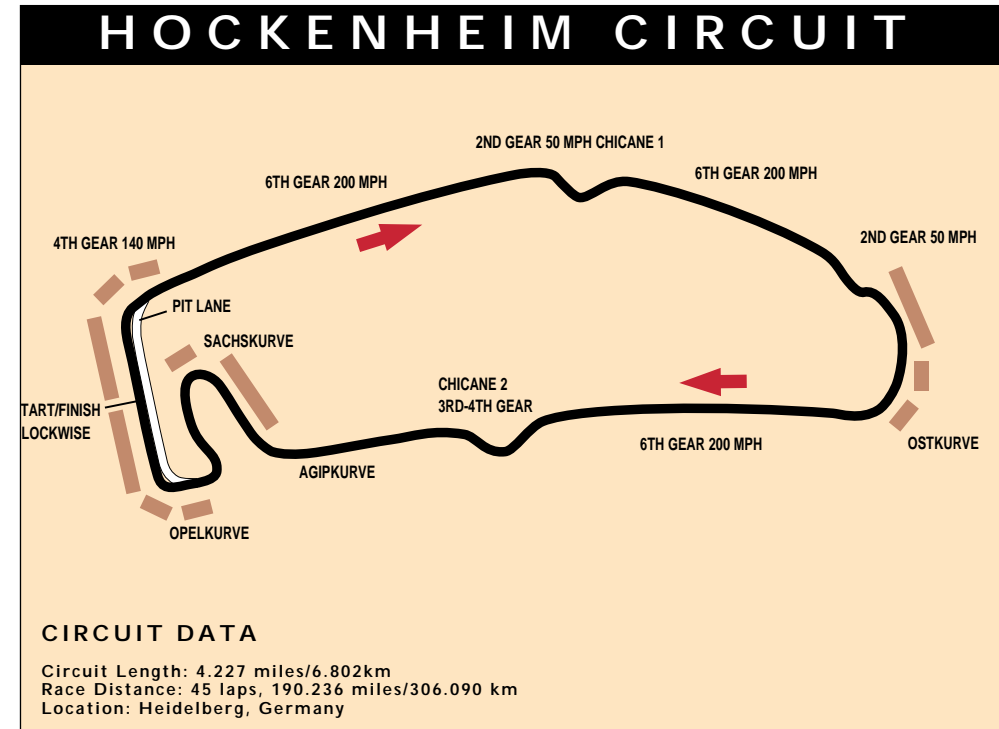 HOCKENHEIM CIRCUIT
2ND GEAR 50 MPH CHICANE 1
6TH GEAR 200 MPH
6TH GEAR 200 MPH
4TH GEAR 140 MPH
2ND GEAR 50 MPH
PIT LANE
SACHSKURVE
CHICANE 2
3RD-4TH GEAR
TART/FINISH
LOCKWISE
6TH GEAR 200 MPH
OSTKURVE
AGIPKURVE
OPELKURVE
CIRCUIT DATA
Circuit Length: 4.227 miles/6.802km
Race Distance: 45 laps, 190.236 miles/306.090 km
Location: Heidelberg, Germany